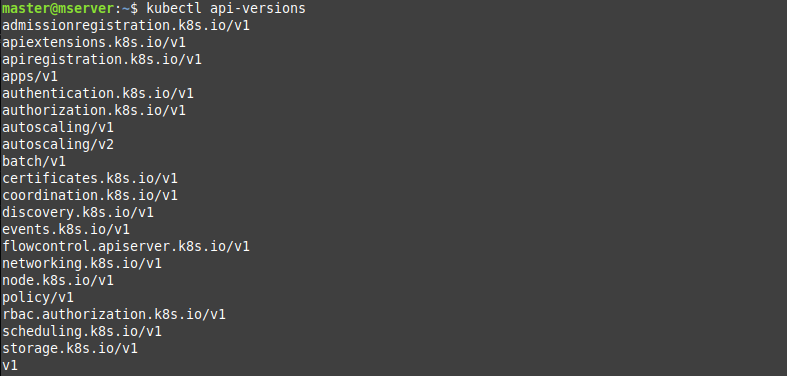 master@mserver:~$ kubectl api-versions
admissionregistration.k8s.io/v1
apiextensions.k8s.io/v1
apiregistration.k8s.io/v1
apps/v1
authentication.k8s.io/v1
authorization.k8s.io/v1
autoscaling/v1
autoscaling/v2
batch/v1
certificates.k8s.io/v1
coordination.k8s.io/v1
discovery.k8s.io/v1
events.k8s.io/v1
flowcontrol.apiserver.k8s.io/v1
networking.k8s.io/v1
node.k8s.io/v1
policy/v1
rbac.authorization.k8s.io/v1
scheduling.k8s.io/v1
storage.k8s.io/v1
v1